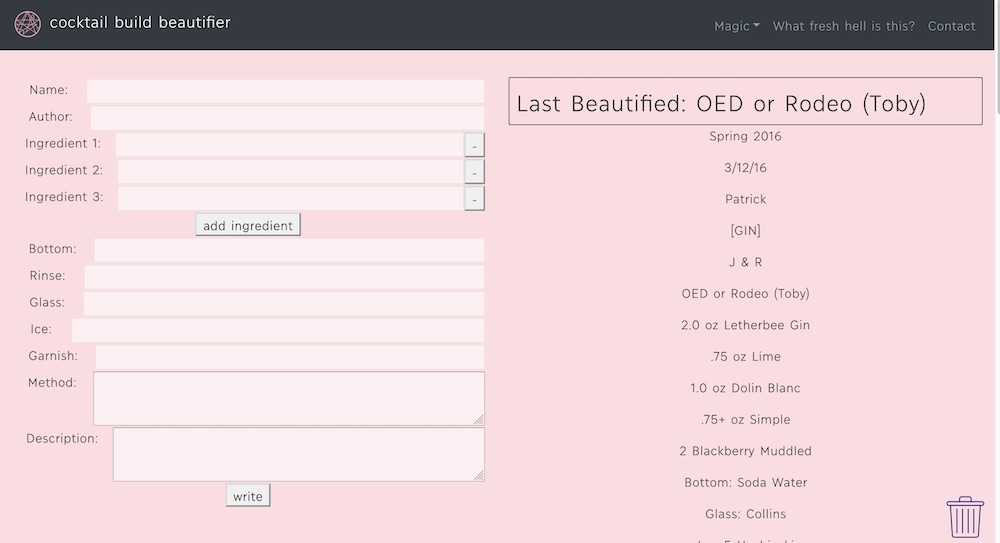 cocktail build beautifier
Magic What fresh hell is this? Contact
Name:
Author:
Ingredient 1: -
Ingredient 2: -
Ingredient 3: -
add ingredient
Bottom:
Rinse:
Glass:
Ice:
Garnish:
Method:
Description:
write
Last Beautified: OED or Rodeo (Toby)
Spring 2016
3/12/16
Patrick
[GIN]
J & R
OED or Rodeo (Toby)
2.0 oz Letherbee Gin
.75 oz Lime
1.0 oz Dolin Blanc
.75+ oz Simple
2 Blackberry Muddled
Bottom: Soda Water
Glass: Collins